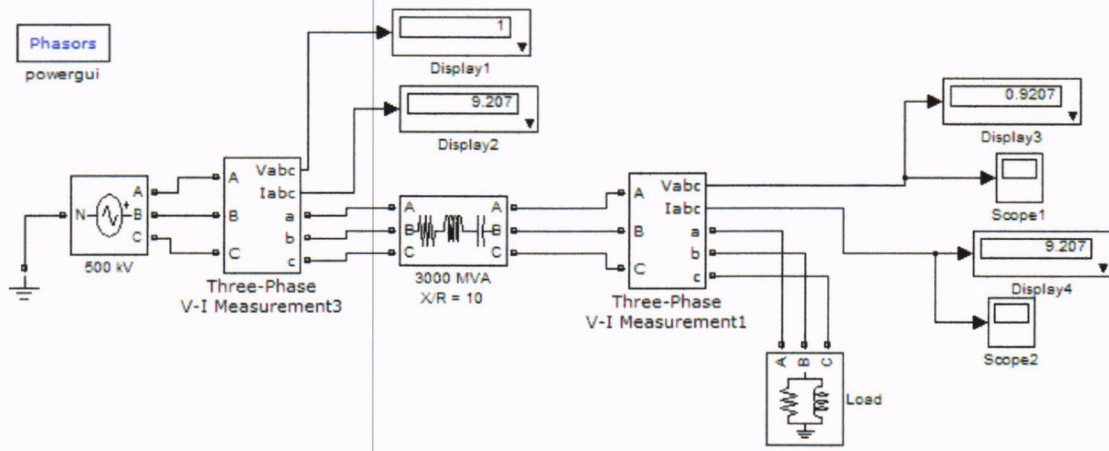 Phasors
powergui
1
Display1
9.207
Display2
0.9207
Display3
Scope1
9.207
Display4
Scope2
N
A
B
C
500 kV
A
B
C
Vabc
Iabc
a
b
c
Three-Phase
V-I Measurement3
A
B
C
A
B
C
3000 MVA
X/R = 10
A
B
C
Vabc
Iabc
a
b
c
Three-Phase
V-I Measurement1
A
B
C
Load